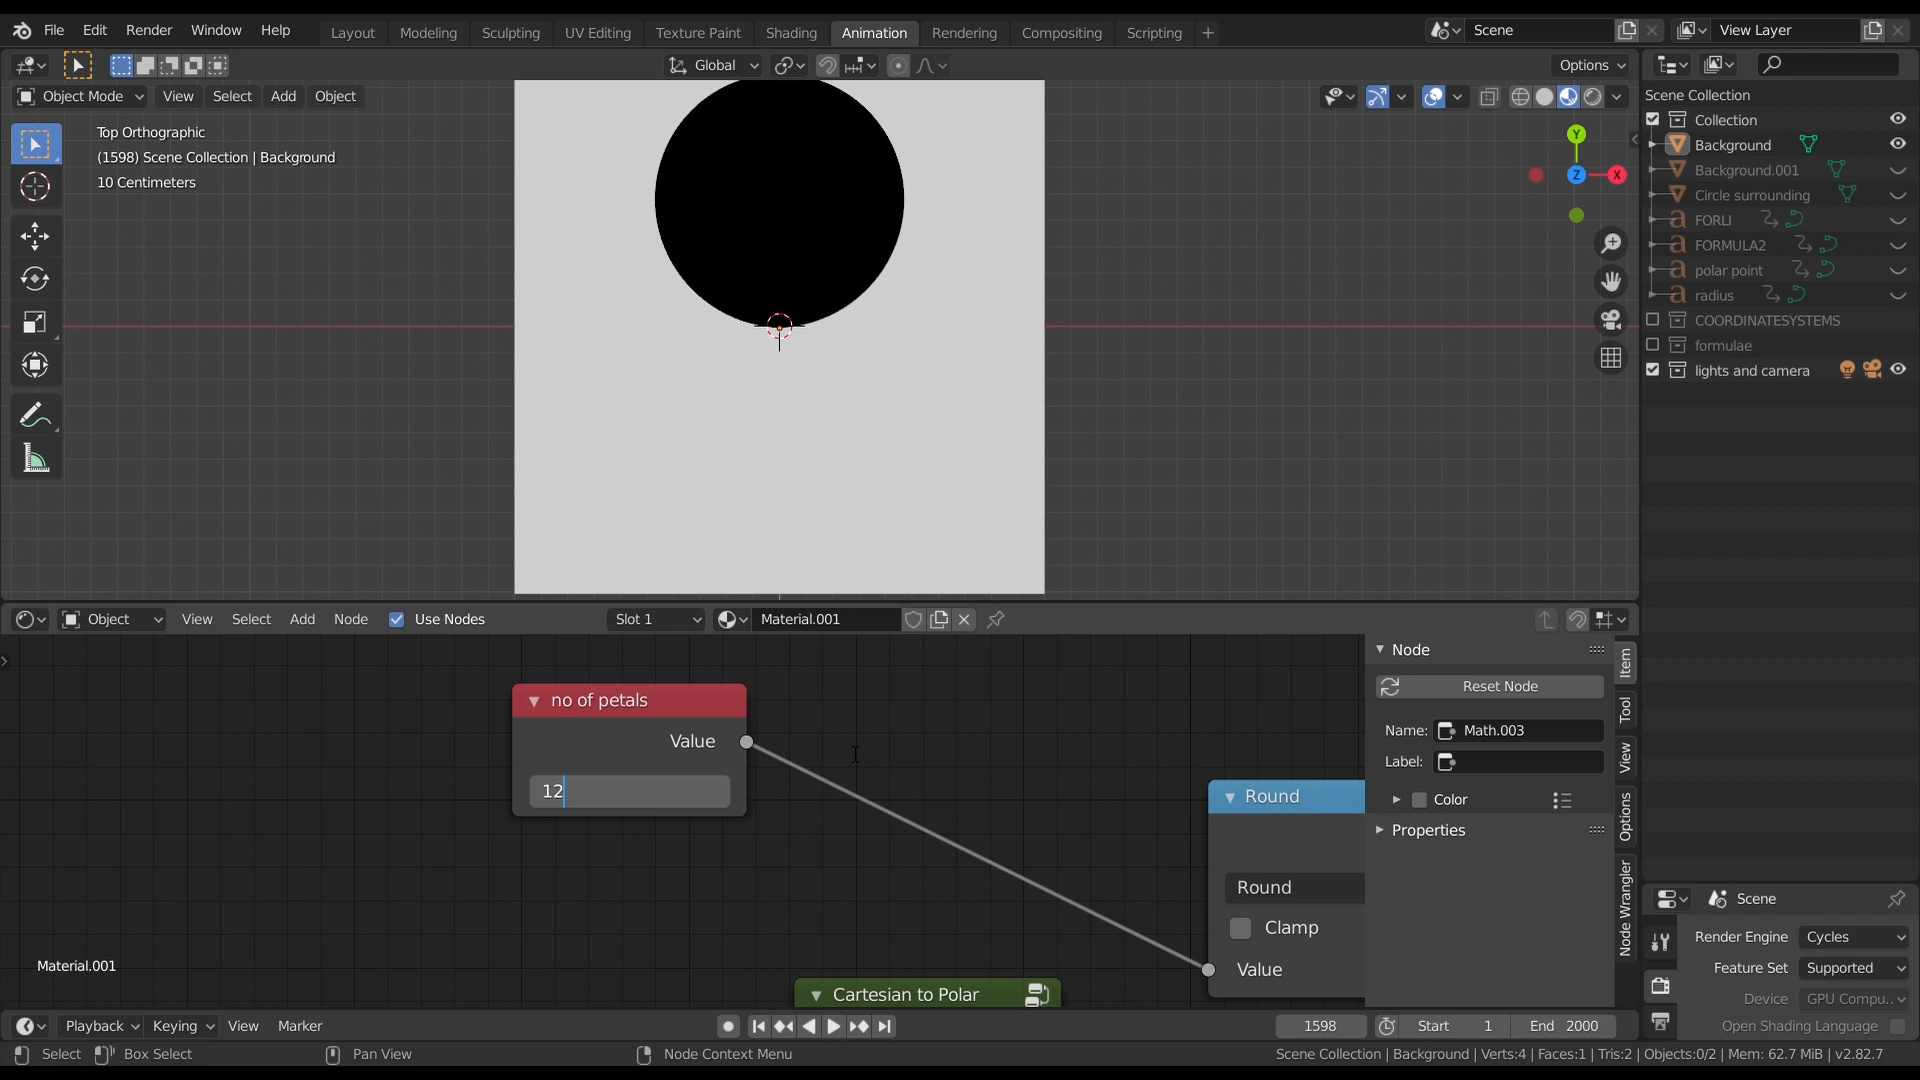 File Edit Render Window Help Layout Modeling Sculpting UV Editing Texture Paint Shading Animation Rendering Compositing Scripting + Scene View Layer
Global Options
Object Mode View Select Add Object
Top Orthographic
(1598) Scene Collection | Background
10 Centimeters
Y
Z
X
Scene Collection
Collection
Background
Background.001
Circle surrounding
FORLI
FORMULA2
polar point
radius
COORDINATESYSTEMS
formulae
lights and camera
Object View Select Add Node Use Nodes Slot 1 Material.001
no of petals
Value
12
Round
Round
Clamp
Value
Cartesian to Polar
Material.001
Node
Reset Node
Name: Math.003
Label:
Color
Properties
Item
Tool
View
Options
Node Wrangler
Scene
Render Engine Cycles
Feature Set Supported
Device GPU Compu..
Open Shading Language
Playback Keying View Marker 1598 Start 1 End 2000
Select Box Select Pan View Node Context Menu Scene Collection | Background | Verts:4 | Faces:1 | Tris:2 | Objects:0/2 | Mem: 62.7 MiB | v2.82.7